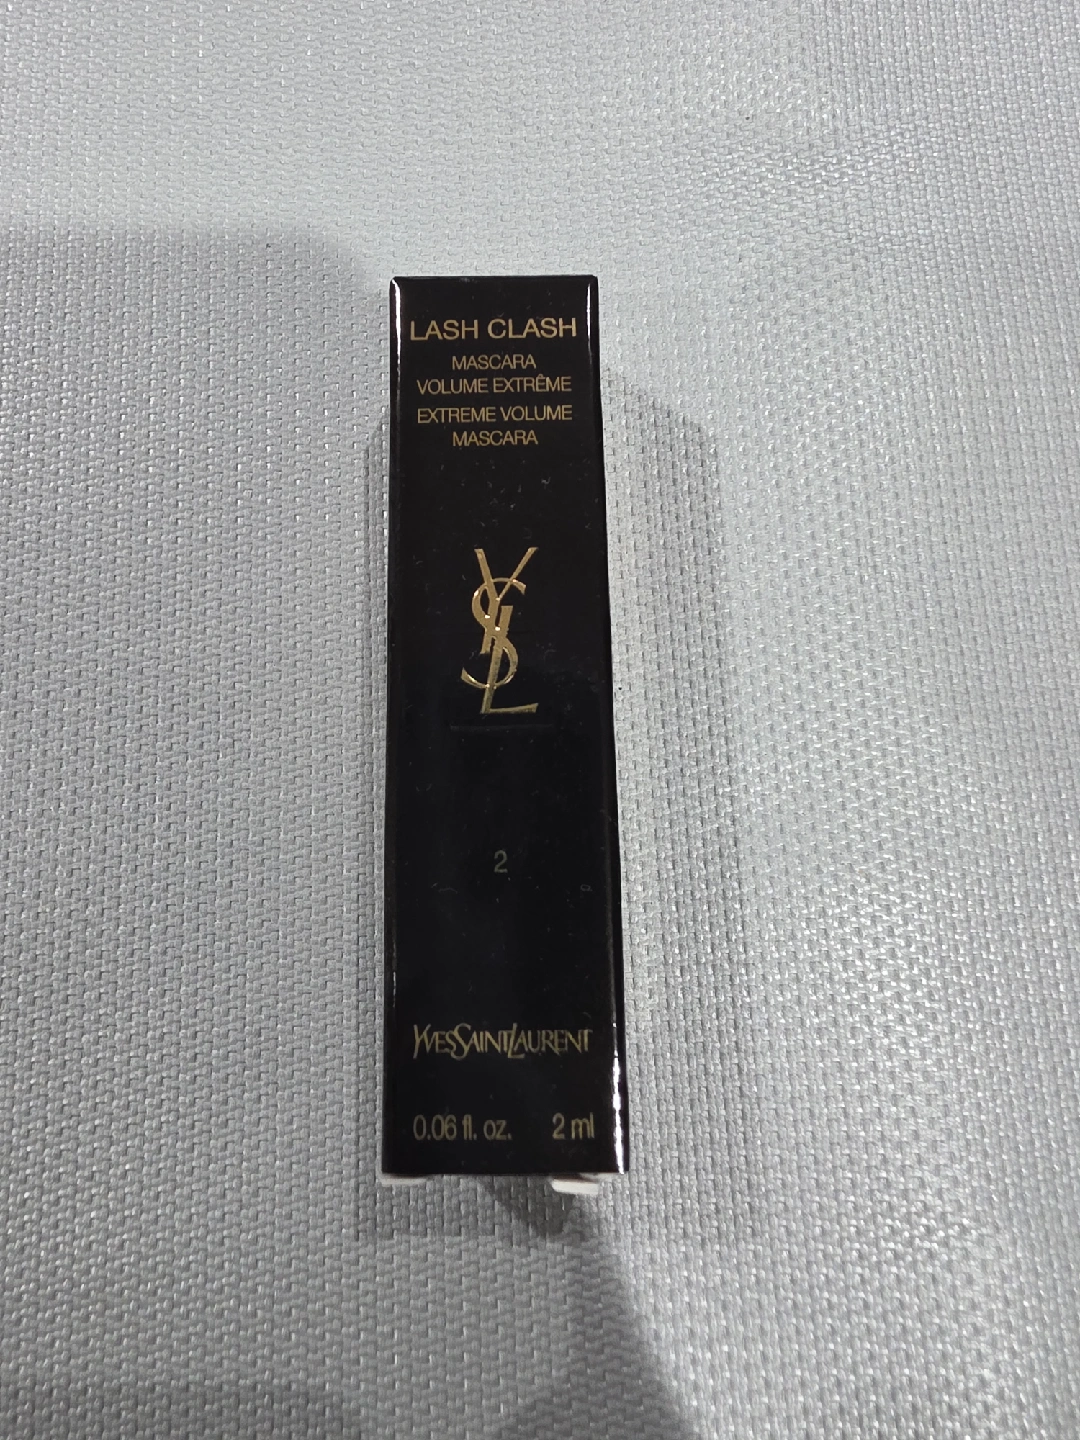 LASH CLASH
MASCARA
VOLUME EXTRÊME
EXTREME VOLUME
MASCARA
YSL
2
YVESSAINTLAURENT
0.06 fl. oz. 2 ml